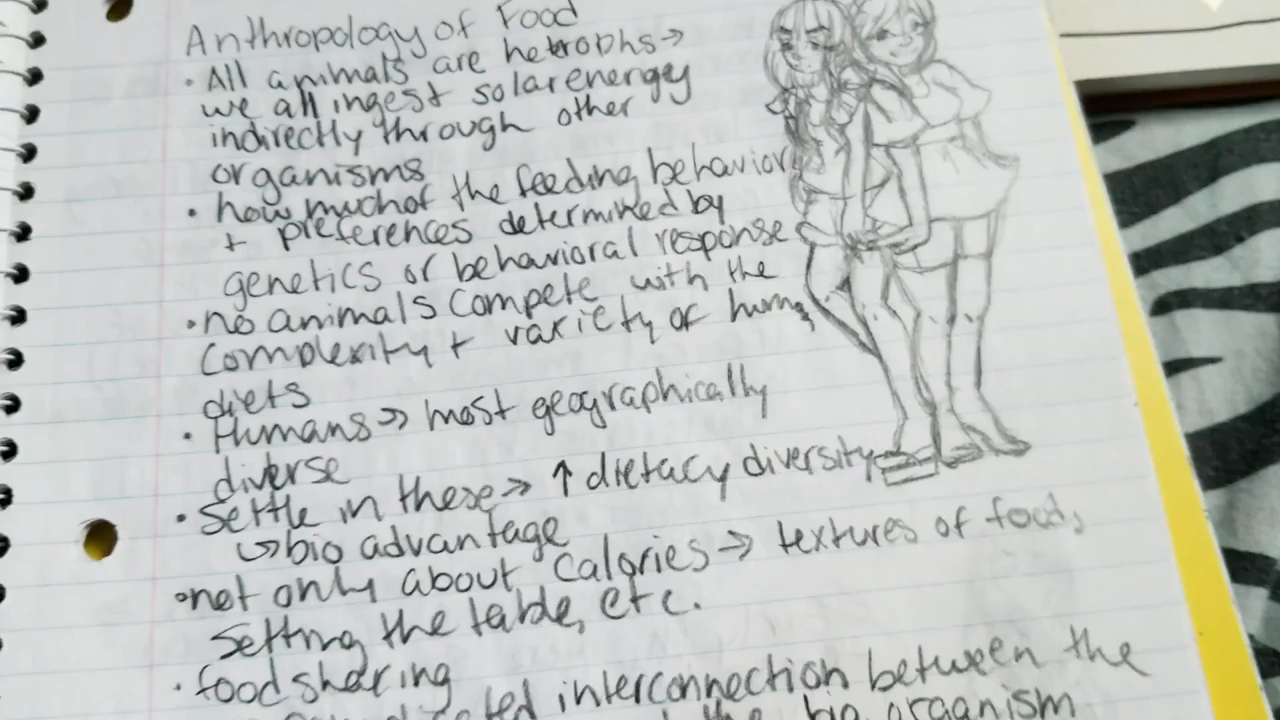 Anthropology of Food
• All animals are hetrophs →
we all ingest solar energy
indirectly through other
organisms
• how much of the feeding behavior
+ preferences determined by
genetics or behavioral response
• no animals compete with the
complexity + variety of human
diets
• Humans → most geographically
diverse
• Settle in these → ↑ dietary diversity
↳ bio advantage
• not only about calories → textures of food,
setting the table, etc.
• food sharing
interconnection between the
the bio organism